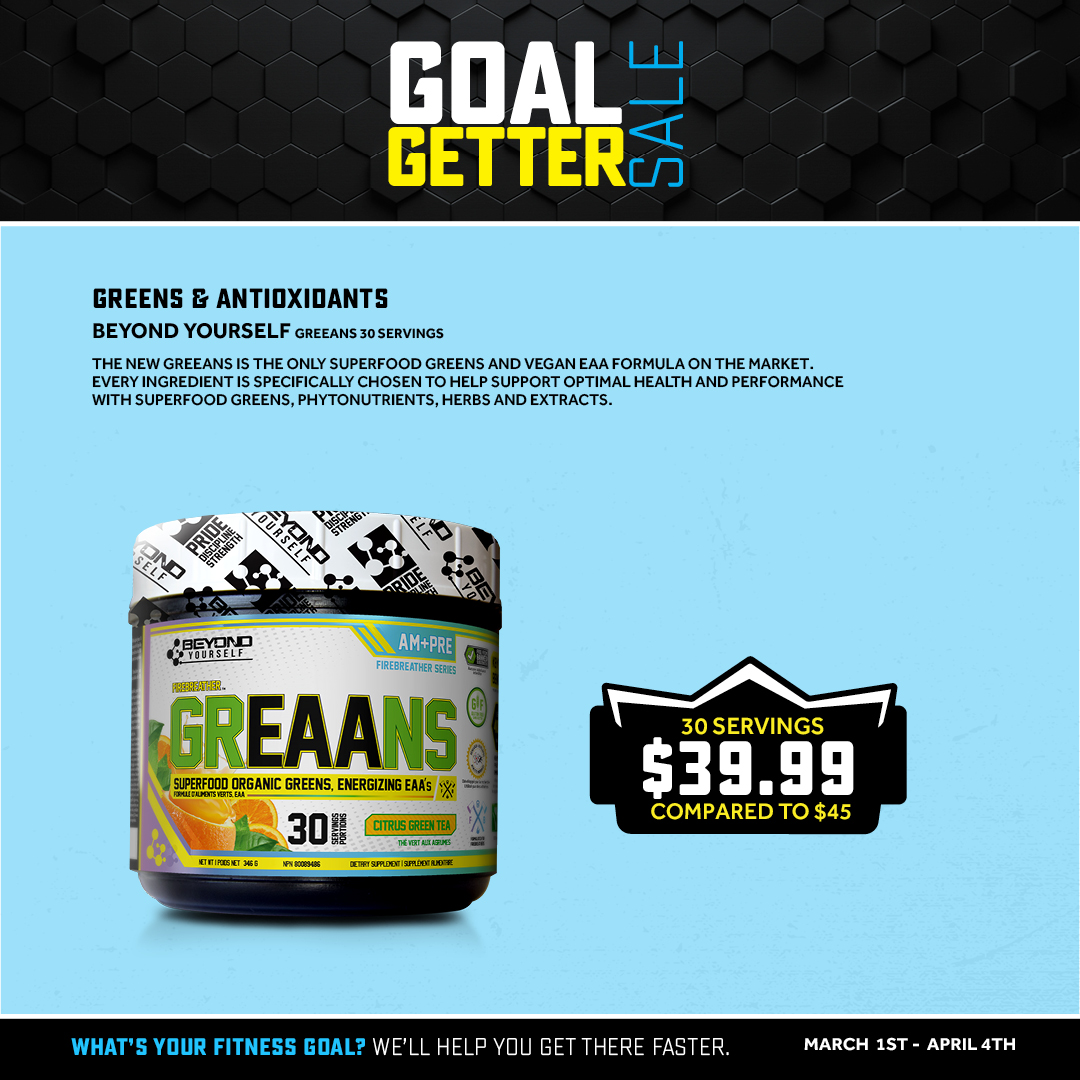 GOAL
GETTER
SALE
GREENS & ANTIOXIDANTS
BEYOND YOURSELF GREEANS 30 SERVINGS
THE NEW GREEANS IS THE ONLY SUPERFOOD GREENS AND VEGAN EAA FORMULA ON THE MARKET.
EVERY INGREDIENT IS SPECIFICALLY CHOSEN TO HELP SUPPORT OPTIMAL HEALTH AND PERFORMANCE
WITH SUPERFOOD GREENS, PHYTONUTRIENTS, HERBS AND EXTRACTS.
PRIDE
DISCIPLINE
STRENGTH
BEYOND
YOURSELF
AM+PRE
FIREBREATHER SERIES
FIREBREATHER
GREAANS
SUPERFOOD ORGANIC GREENS, ENERGIZING EAA's
FORMULE D'ALIMENTS VERTS, EAA
30 SERVINGS
PORTIONS
CITRUS GREEN TEA
THÉ VERT AUX AGRUMES
NET WT | POIDS NET 346 G NPN 80089486 DIETARY SUPPLEMENT | SUPPLÉMENT ALIMENTAIRE
30 SERVINGS
$39.99
COMPARED TO $45
WHAT'S YOUR FITNESS GOAL? WE'LL HELP YOU GET THERE FASTER.
MARCH 1ST - APRIL 4TH